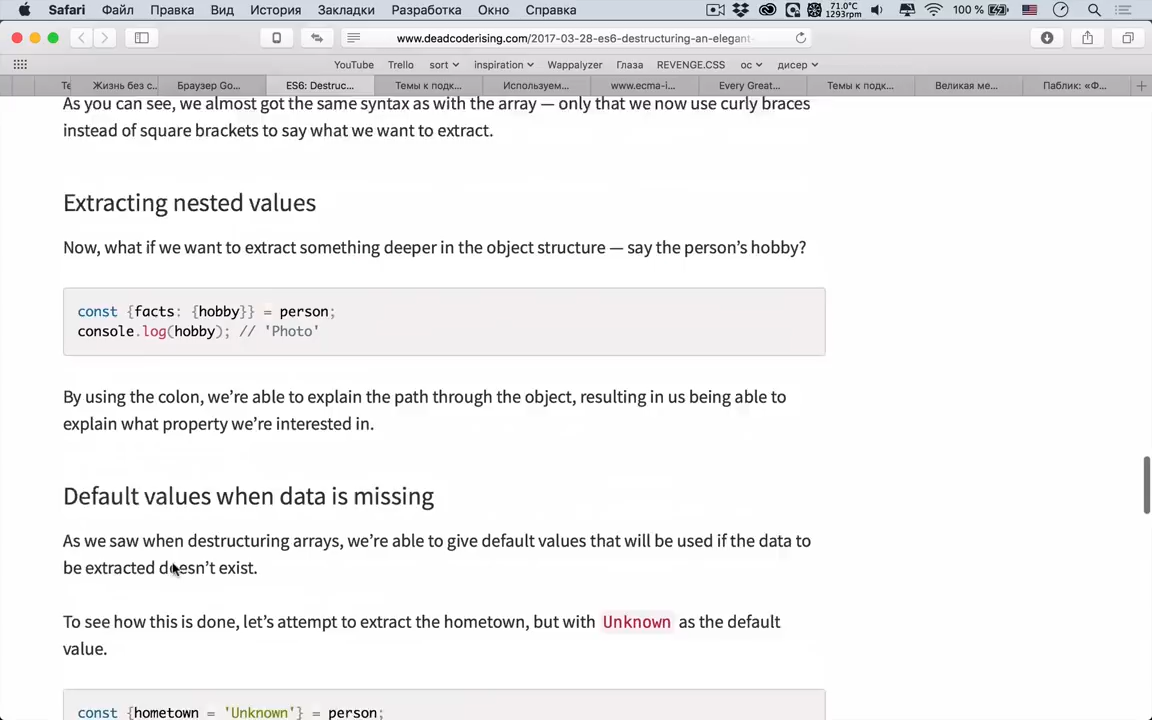 Safari Файл Правка Вид История Закладки Разработка Окно Справка 71.0°C 1293rpm 100 %
www.deadcoderising.com/2017-03-28-es6-destructuring-an-elegant-
YouTube Trello sort inspiration Wappalyzer Глаза REVENGE.CSS ос дисер
Те Жизнь без с... Браузер Go... ES6: Destruc... Темы к подк... Используем... www.ecma-i... Every Great... Темы к подк... Великая ме... Паблик: «Ф...
As you can see, we almost got the same syntax as with the array — only that we now use curly braces
instead of square brackets to say what we want to extract.
Extracting nested values
Now, what if we want to extract something deeper in the object structure — say the person’s hobby?
const {facts: {hobby}} = person;
console.log(hobby); // 'Photo'
By using the colon, we’re able to explain the path through the object, resulting in us being able to
explain what property we’re interested in.
Default values when data is missing
As we saw when destructuring arrays, we’re able to give default values that will be used if the data to
be extracted doesn’t exist.
To see how this is done, let’s attempt to extract the hometown, but with Unknown as the default
value.
const {hometown = 'Unknown'} = person;